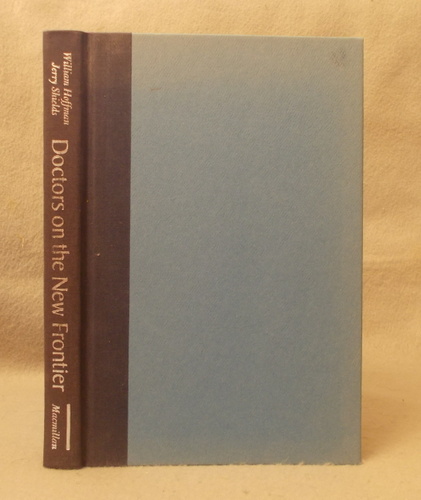 William Hoffman
Jerry Shields
Doctors on the New Frontier
Macmillan